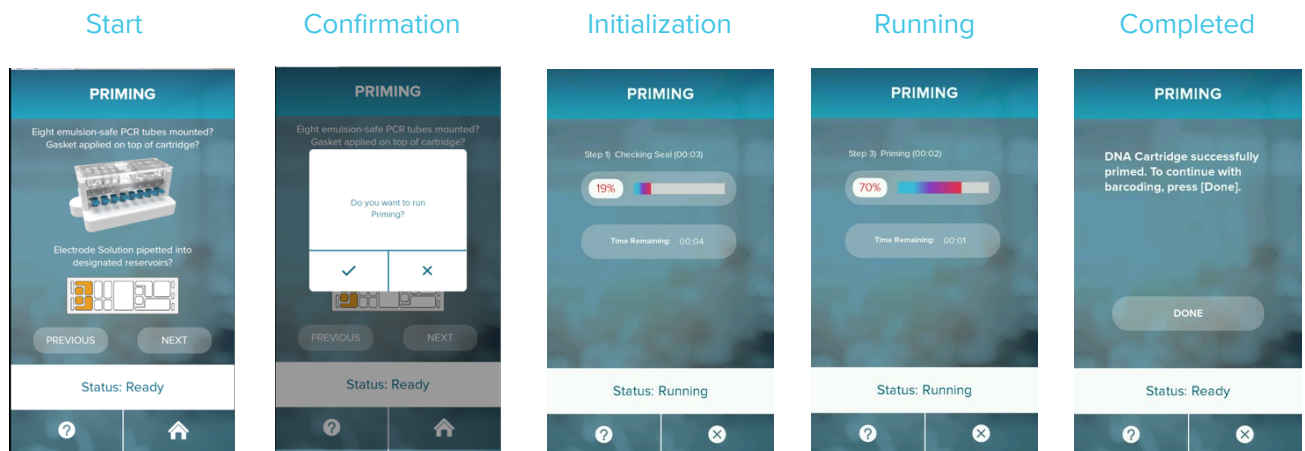 Start
Confirmation
Initialization
Running
Completed
PRIMING
Eight emulsion-safe PCR tubes mounted?
Gasket applied on top of cartridge?
Electrode Solution pipetted into
designated reservoirs?
PREVIOUS
NEXT
Status: Ready
?
PRIMING
Eight emulsion-safe PCR tubes mounted?
Gasket applied on top of cartridge?
Do you want to run
Priming?
PREVIOUS
NEXT
Status: Ready
?
PRIMING
Step 1) Checking Seal (00:03)
19%
Time Remaining: 00:04
Status: Running
?
PRIMING
Step 3) Priming (00:02)
70%
Time Remaining: 00:01
Status: Running
?
PRIMING
DNA Cartridge successfully
primed. To continue with
barcoding, press [Done].
DONE
Status: Ready
?